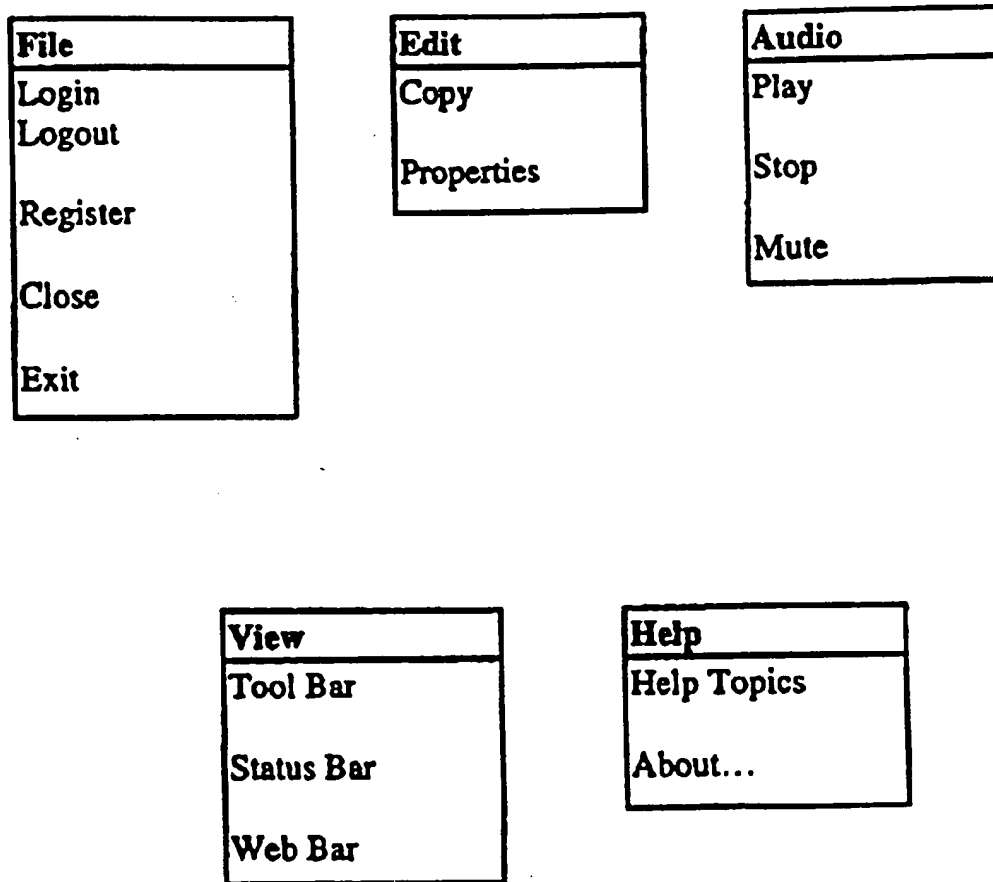 File
Login
Logout
Register
Close
Exit
Edit
Copy
Properties
Audio
Play
Stop
Mute
View
Tool Bar
Status Bar
Web Bar
Help
Help Topics
About...